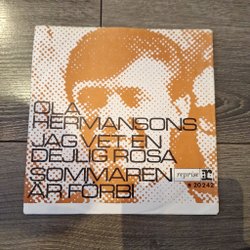 OLA
HERMANSONS
JAG VET EN
DEJLIG ROSA
SOMMAREN
ÄR FÖRBI
reprise
R 20242